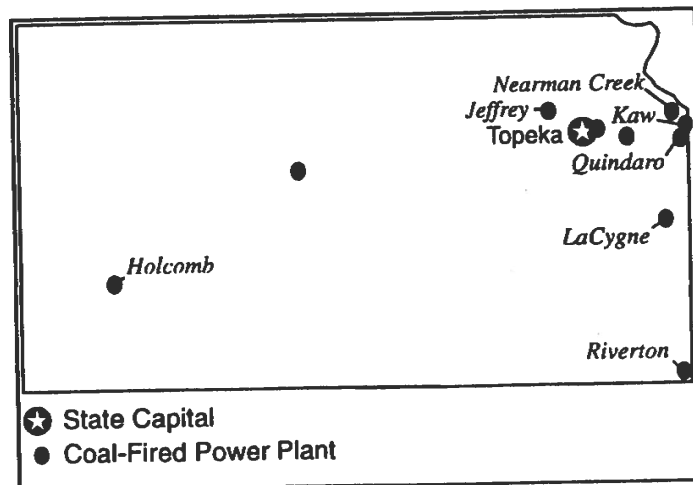 Nearman Creek
Jeffrey
Kaw
Topeka
Quindaro
LaCygne
Holcomb
Riverton
State Capital
Coal-Fired Power Plant